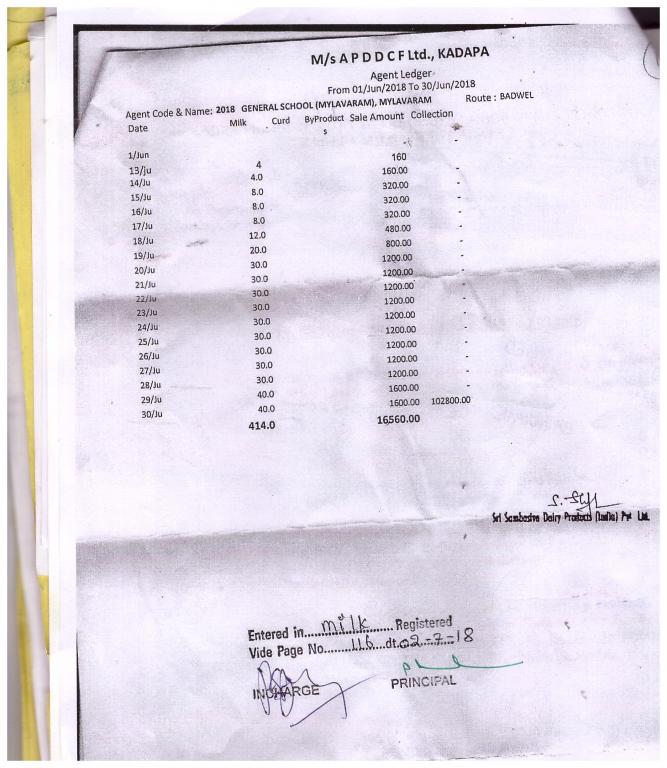 M/s A P D D C F Ltd., KADAPA
Agent Ledger
From 01/Jun/2018 To 30/Jun/2018
Agent Code & Name: 2018 GENERAL SCHOOL (MYLAVARAM), MYLAVARAM Route : BADWEL
Date Milk Curd ByProduct Sale Amount Collection
s
1/Jun -
13/ju 4 160 -
14/Ju 4.0 160.00 -
15/Ju 8.0 320.00 -
16/Ju 8.0 320.00 -
17/Ju 8.0 320.00 -
18/Ju 12.0 480.00 -
19/Ju 20.0 800.00 -
20/Ju 30.0 1200.00 -
21/Ju 30.0 1200.00 -
22/Ju 30.0 1200.00 -
23/Ju 30.0 1200.00 -
24/Ju 30.0 1200.00 -
25/Ju 30.0 1200.00 -
26/Ju 30.0 1200.00 -
27/Ju 30.0 1200.00 -
28/Ju 30.0 1200.00 -
29/Ju 40.0 1600.00 -
30/Ju 40.0 1600.00 102800.00
414.0 16560.00
Sri Sambasiva Dairy Products (India) Pvt Ltd.
Entered in.......milk.......Registered
Vide Page No.......116...dt.02-7-18
INCHARGE PRINCIPAL